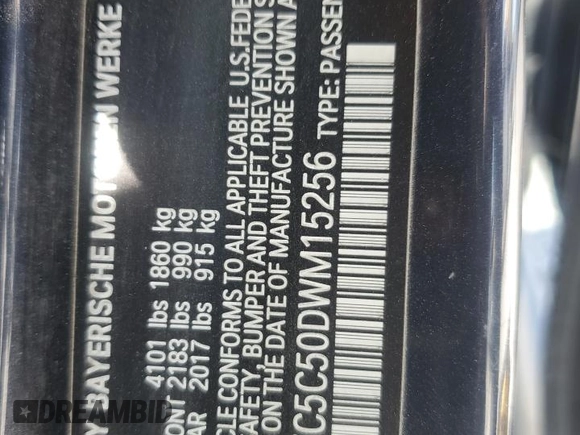 Y BAYERISCHE MOTOREN WERKE
4101 lbs 1860 kg
ONT 2183 lbs 990 kg
AR 2017 lbs 915 kg
CLE CONFORMS TO ALL APPLICABLE U.S.FEDE
SAFETY, BUMPER AND THEFT PREVENTION S
ON THE DATE OF MANUFACTURE SHOWN A
C5C50DWM15256 TYPE: PASSEN
DREAMBID